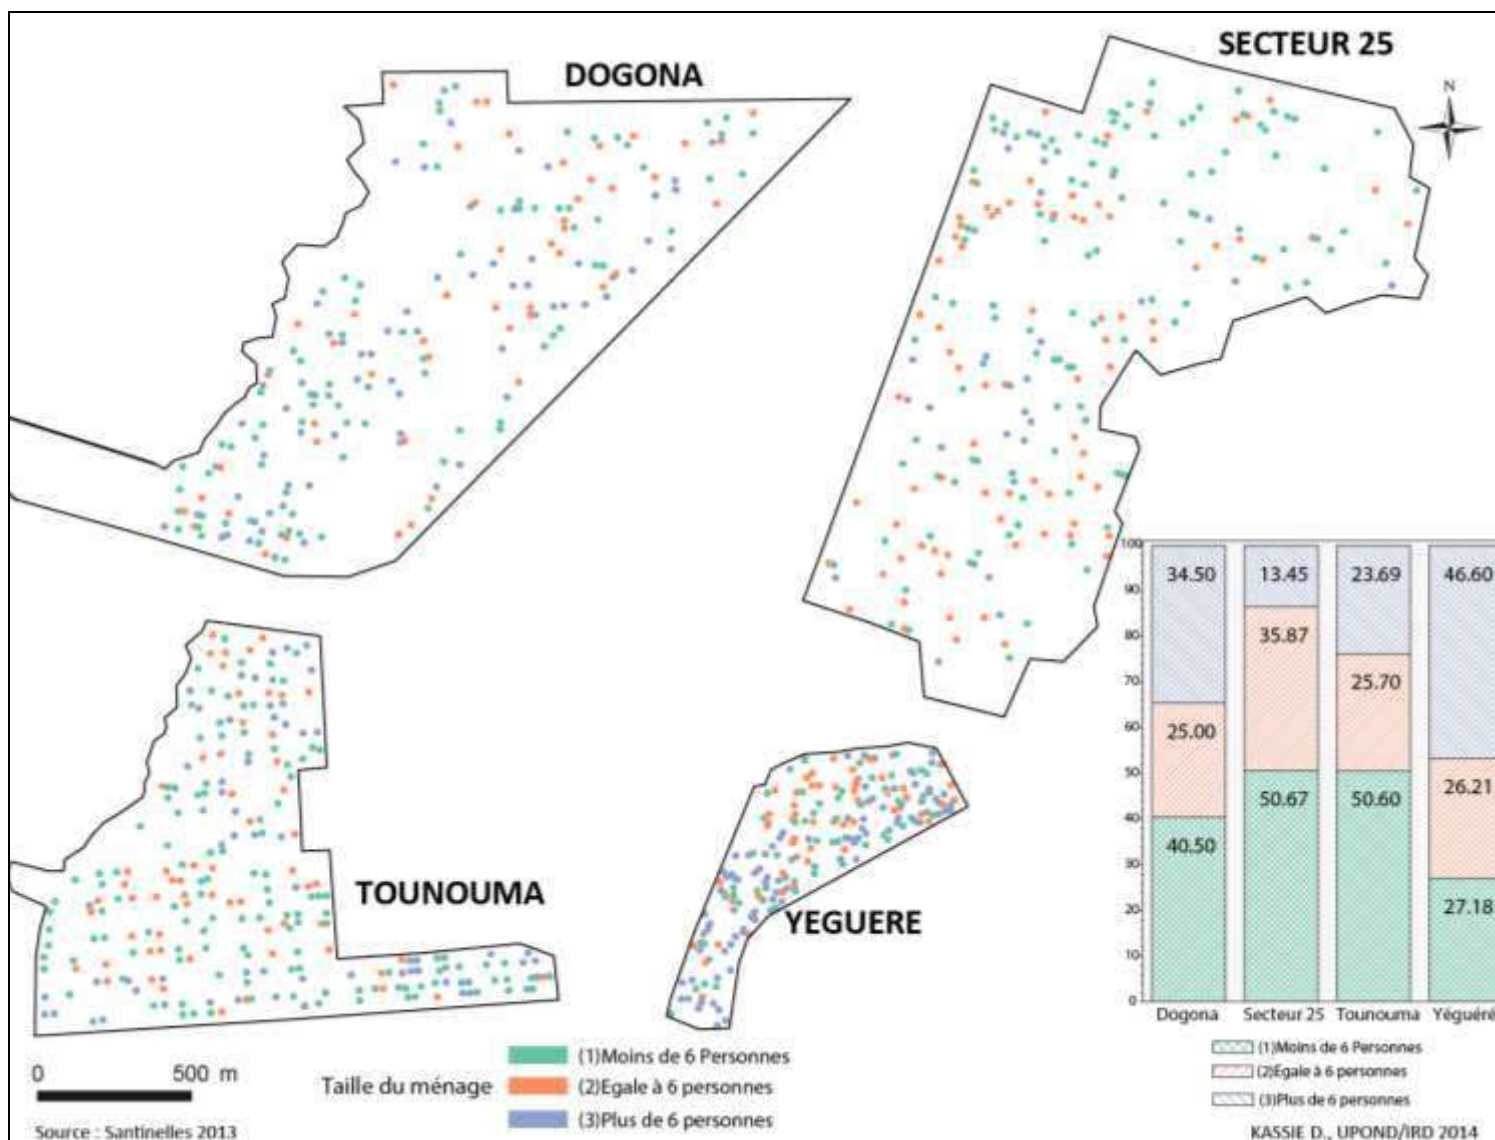 DOGONA
SECTEUR 25
N
TOUNOUMA
YEGUERE
100
90
80
70
60
50
40
30
20
10
0
34.50
13.45
23.69
46.60
25.00
35.87
25.70
26.21
40.50
50.67
50.60
27.18
Dogona
Secteur 25
Tounouma
Yéguéré
(1)Moins de 6 Personnes
(2)Egale à 6 personnes
(3)Plus de 6 personnes
0 500 m
Taille du ménage
(1)Moins de 6 Personnes
(2)Egale à 6 personnes
(3)Plus de 6 personnes
Source : Santinelles 2013
KASSIE D., UPOND/IRD 2014